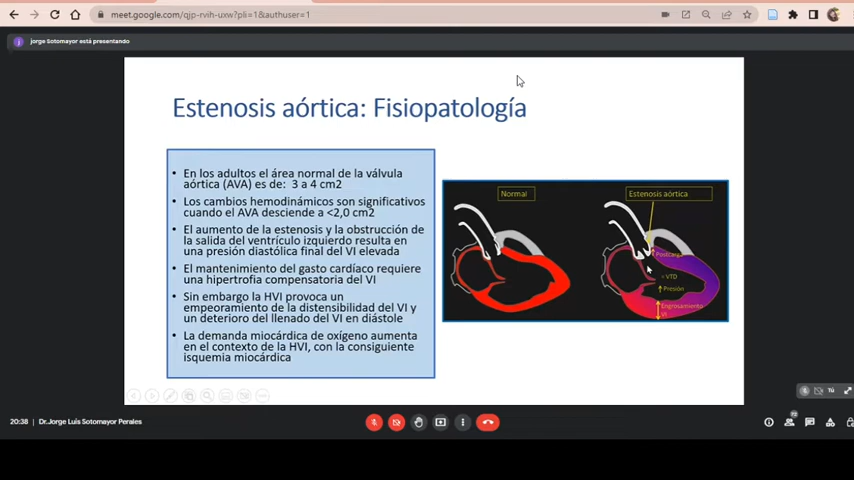 meet.google.com/qjp-rvih-uxw?pli=1&authuser=1
j
jorge Sotomayor está presentando
Estenosis aórtica: Fisiopatología
• En los adultos el área normal de la válvula
aórtica (AVA) es de: 3 a 4 cm2
• Los cambios hemodinámicos son significativos
cuando el AVA desciende a <2,0 cm2
• El aumento de la estenosis y la obstrucción de
la salida del ventrículo izquierdo resulta en
una presión diastólica final del VI elevada
• El mantenimiento del gasto cardíaco requiere
una hipertrofia compensatoria del VI
• Sin embargo la HVI provoca un
empeoramiento de la distensibilidad del VI y
un deterioro del llenado del VI en diástole
• La demanda miocárdica de oxígeno aumenta
en el contexto de la HVI, con la consiguiente
isquemia miocárdica
Normal
Estenosis aórtica
Postcarga
VTD
Presión
Engrosamiento
VI
Tú
20:38
Dr.Jorge Luis Sotomayor Perales